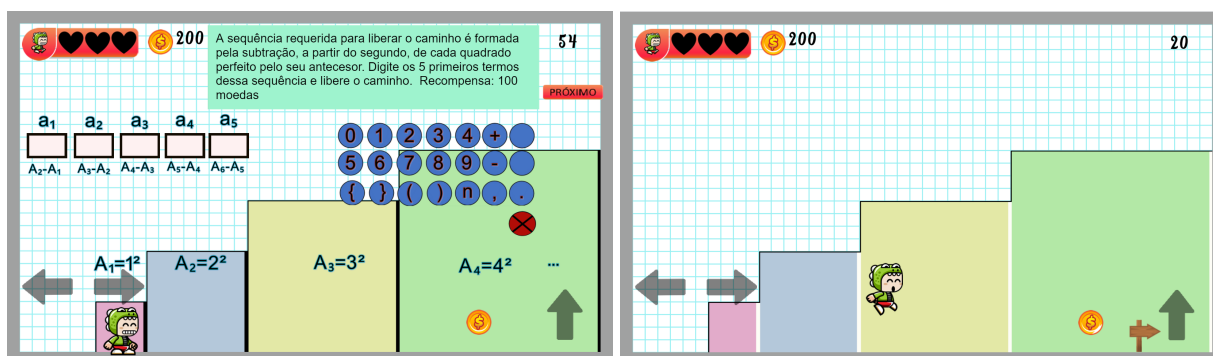 200
A sequência requerida para liberar o caminho é formada
pela subtração, a partir do segundo, de cada quadrado
perfeito pelo seu antecesor. Digite os 5 primeiros termos
dessa sequência e libere o caminho.  Recompensa: 100
moedas
54
PRÓXIMO
a₁ a₂ a₃ a₄ a₅
A₂-A₁ A₃-A₂ A₄-A₃ A₅-A₄ A₆-A₅
0 1 2 3 4 +
5 6 7 8 9 -
{ } ( ) n , .
A₁=1² A₂=2² A₃=3² A₄=4² ...
200
20